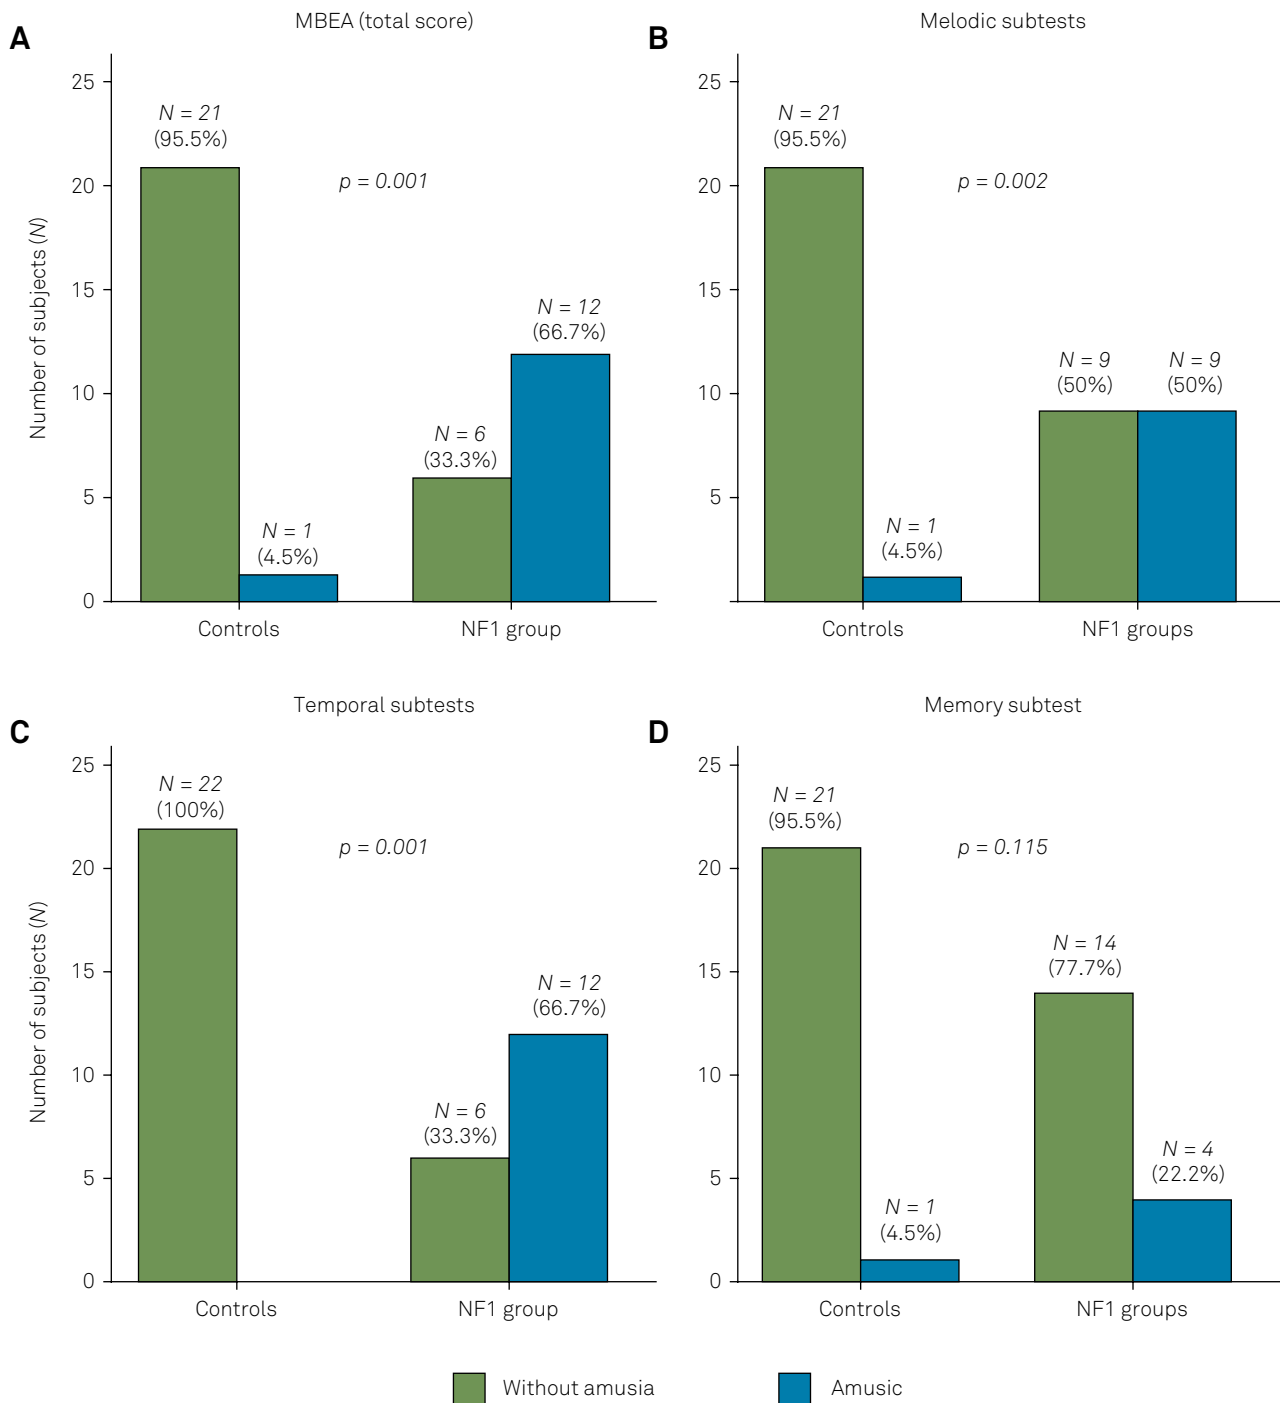 A
MBEA (total score)
25
20
15
10
5
0
Number of subjects (N)
N = 21
(95.5%)
p = 0.001
N = 1
(4.5%)
N = 6
(33.3%)
N = 12
(66.7%)
Controls
NF1 group
B
Melodic subtests
25
20
15
10
5
N = 21
(95.5%)
p = 0.002
N = 1
(4.5%)
N = 9
(50%)
N = 9
(50%)
Controls
NF1 groups
C
Temporal subtests
25
20
15
10
5
0
Number of subjects (N)
N = 22
(100%)
p = 0.001
N = 6
(33.3%)
N = 12
(66.7%)
Controls
NF1 group
D
Memory subtest
25
20
15
10
5
0
N = 21
(95.5%)
p = 0.115
N = 1
(4.5%)
N = 14
(77.7%)
N = 4
(22.2%)
Controls
NF1 groups
Without amusia
Amusic